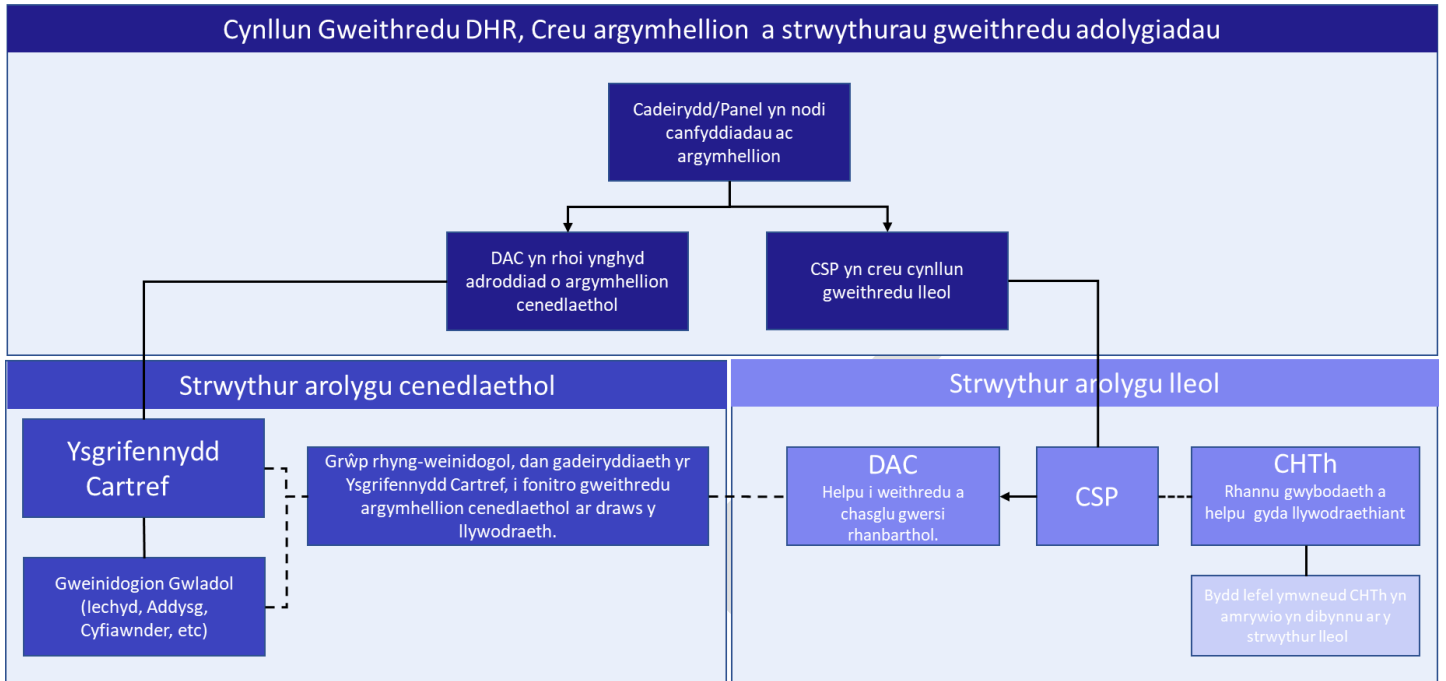 Cynllun Gweithredu DHR, Creu argymhellion a strwythurau gweithredu adolygiadau
Cadeirydd/Panel yn nodi
canfyddiadau ac
argymhellion
DAC yn rhoi ynghyd
adroddiad o argymhellion
cenedlaethol
CSP yn creu cynllun
gweithredu lleol
Strwythur arolygu cenedlaethol
Ysgrifennydd
Cartref
Gweinidogion Gwladol
(Iechyd, Addysg,
Cyfiawnder, etc)
Grŵp rhyng-weinidogol, dan gadeiryddiaeth yr
Ysgrifennydd Cartref, i fonitro gweithredu
argymhellion cenedlaethol ar draws y
llywodraeth.
Strwythur arolygu lleol
DAC
Helpu i weithredu a
chasglu gwersi
rhanbarthol.
CSP
CHTh
Rhannu gwybodaeth a
helpu gyda llywodraethiant
Bydd lefel ymwneud CHTh yn
amrywio yn dibynnu ar y
strwythur lleol